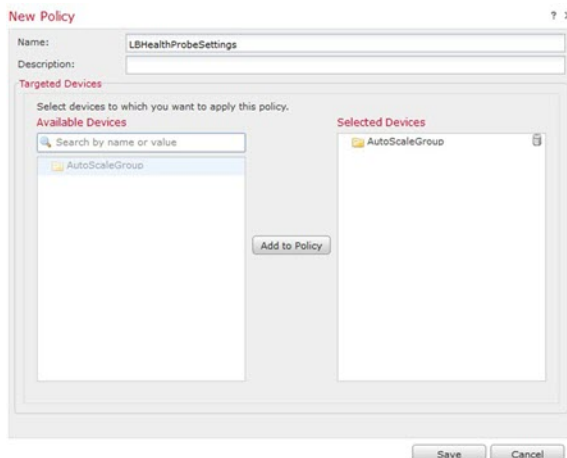 New Policy
?
Name:
LBHealthProbeSettings
Description:
Targeted Devices
Select devices to which you want to apply this policy.
Available Devices
Selected Devices
Search by name or value
AutoScaleGroup
AutoScaleGroup
Add to Policy
Save
Cancel